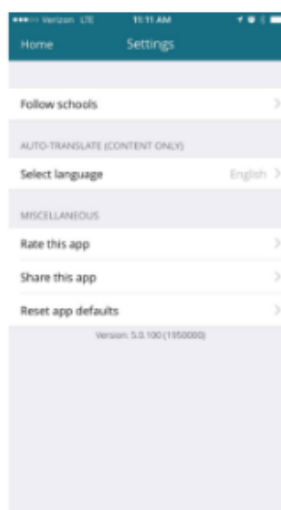 Verizon LTE 11:11 AM
Home Settings
Follow schools
AUTO-TRANSLATE (CONTENT ONLY)
Select language English
MISCELLANEOUS
Rate this app
Share this app
Reset app defaults
Version: 5.0.100 (1950000)